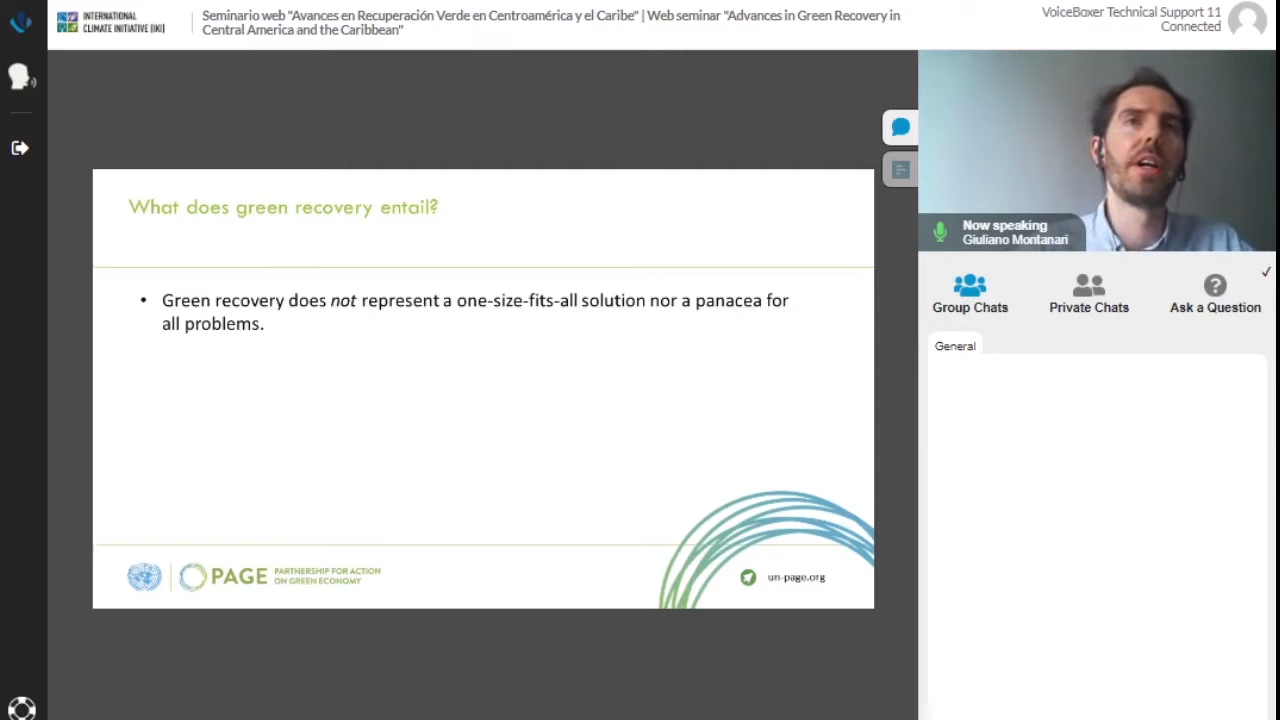 INTERNATIONAL
CLIMATE INITIATIVE (IKI)
Seminario web "Avances en Recuperación Verde en Centroamérica y el Caribe" | Web seminar "Advances in Green Recovery in
Central America and the Caribbean"
VoiceBoxer Technical Support 11
Connected
What does green recovery entail?
• Green recovery does not represent a one-size-fits-all solution nor a panacea for
all problems.
PAGE
PARTNERSHIP FOR ACTION
ON GREEN ECONOMY
un-page.org
Now speaking
Giuliano Montanari
Group Chats
Private Chats
Ask a Question
General